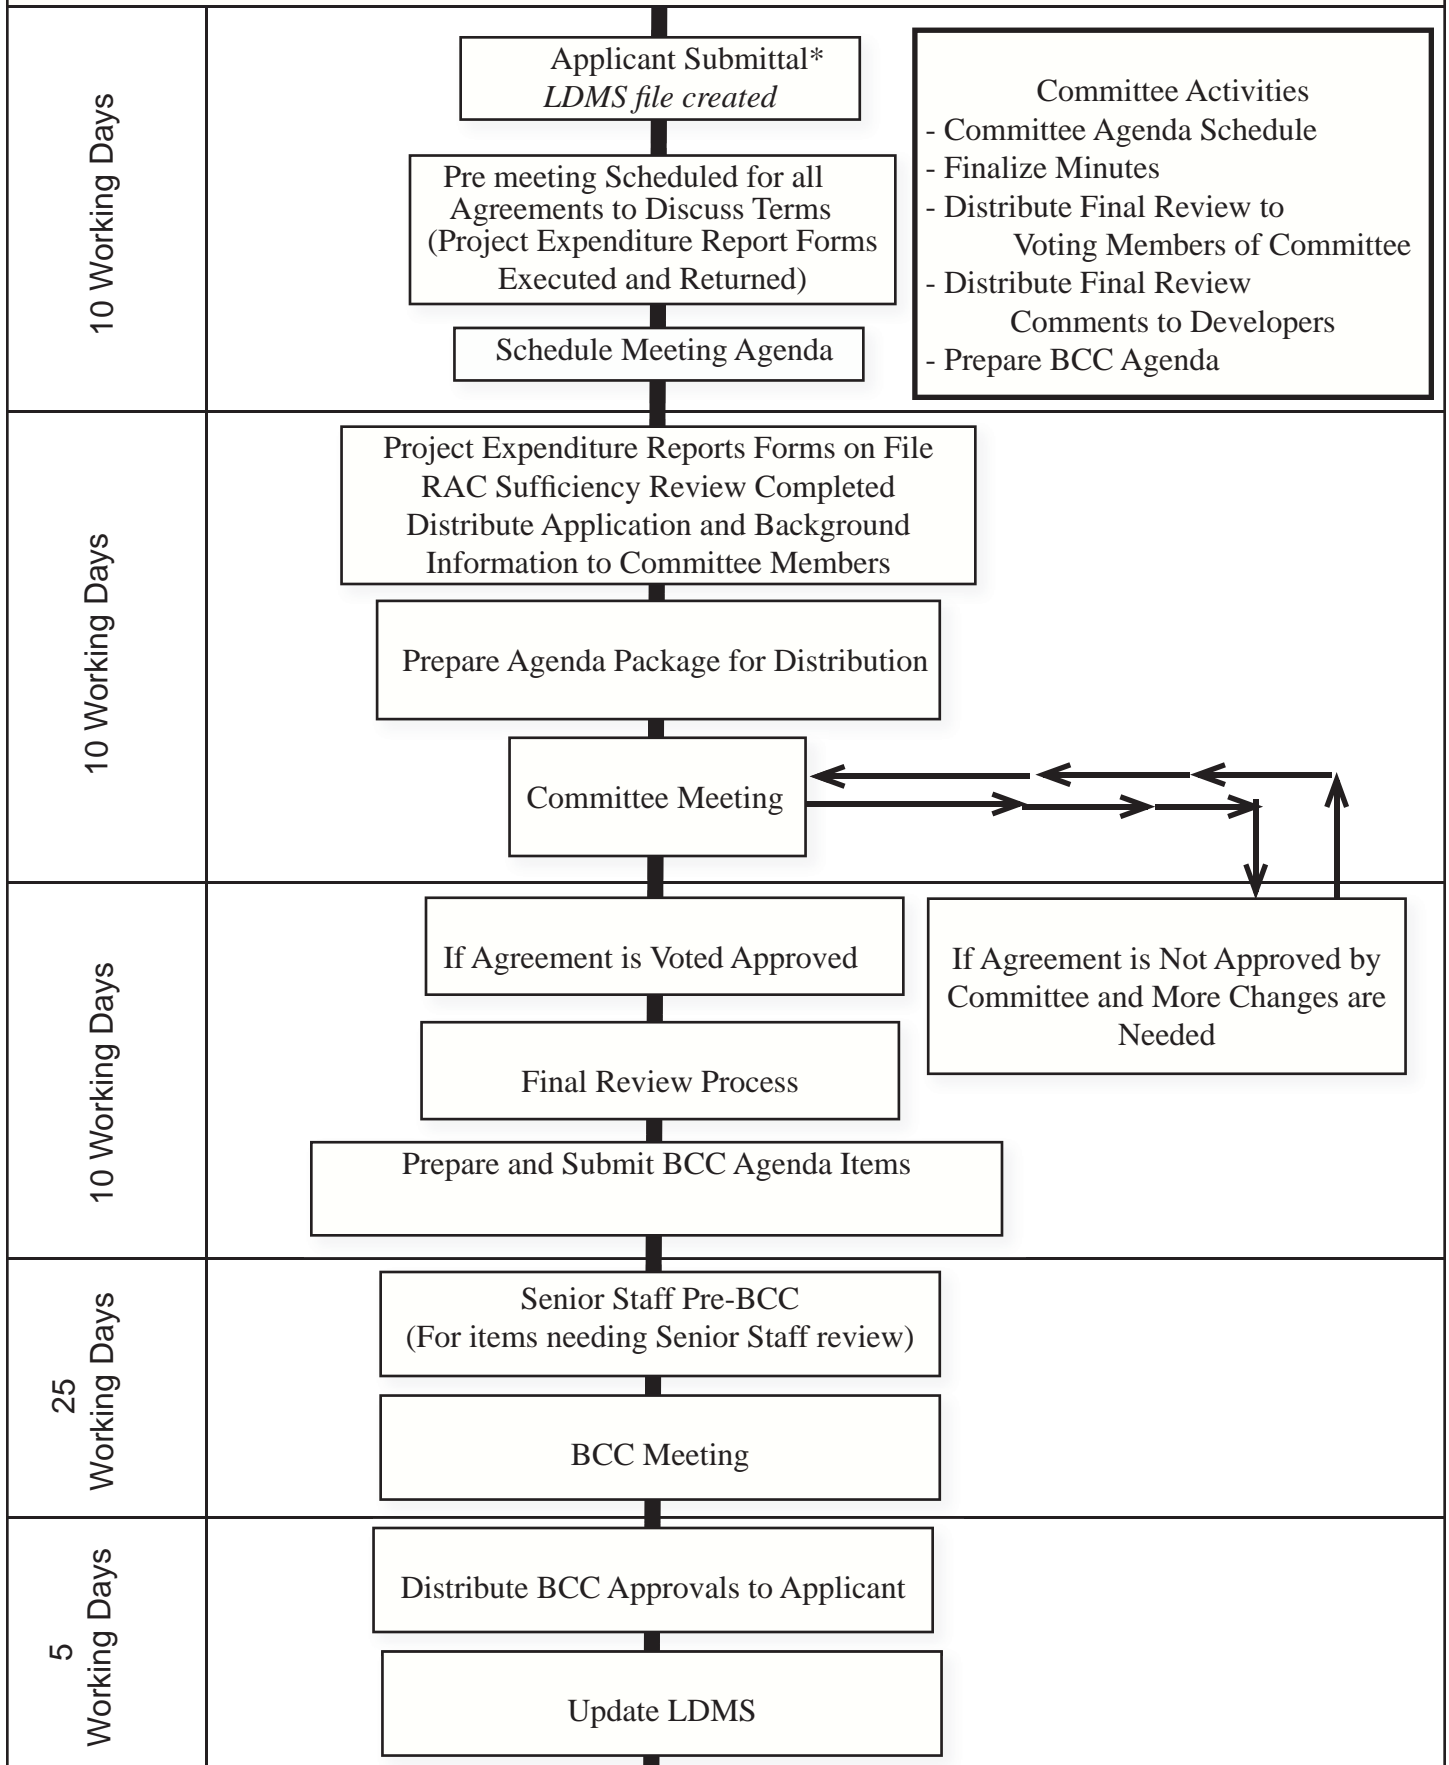 10 Working Days
Applicant Submittal*
LDMS file created
Pre meeting Scheduled for all
Agreements to Discuss Terms
(Project Expenditure Report Forms
Executed and Returned)
Schedule Meeting Agenda
Committee Activities
- Committee Agenda Schedule
- Finalize Minutes
- Distribute Final Review to
Voting Members of Committee
- Distribute Final Review
Comments to Developers
- Prepare BCC Agenda
10 Working Days
Project Expenditure Reports Forms on File
RAC Sufficiency Review Completed
Distribute Application and Background
Information to Committee Members
Prepare Agenda Package for Distribution
Committee Meeting
10 Working Days
If Agreement is Voted Approved
If Agreement is Not Approved by
Committee and More Changes are
Needed
Final Review Process
Prepare and Submit BCC Agenda Items
25
Working Days
Senior Staff Pre-BCC
(For items needing Senior Staff review)
BCC Meeting
5
Working Days
Distribute BCC Approvals to Applicant
Update LDMS